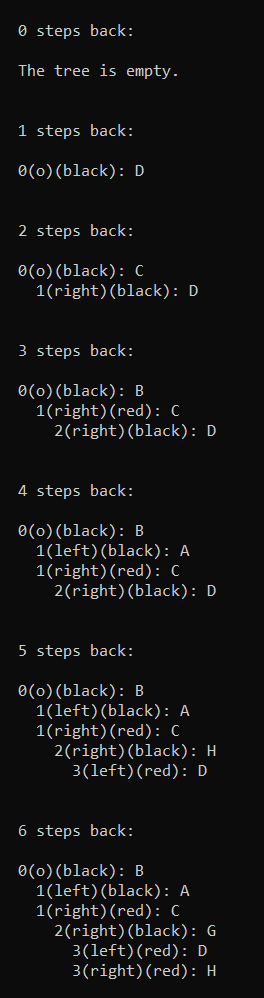 0 steps back:
The tree is empty.
1 steps back:
0(o)(black): D
2 steps back:
0(o)(black): C
  1(right)(black): D
3 steps back:
0(o)(black): B
  1(right)(red): C
    2(right)(black): D
4 steps back:
0(o)(black): B
  1(left)(black): A
  1(right)(red): C
    2(right)(black): D
5 steps back:
0(o)(black): B
  1(left)(black): A
  1(right)(red): C
    2(right)(black): H
      3(left)(red): D
6 steps back:
0(o)(black): B
  1(left)(black): A
  1(right)(red): C
    2(right)(black): G
      3(left)(red): D
      3(right)(red): H